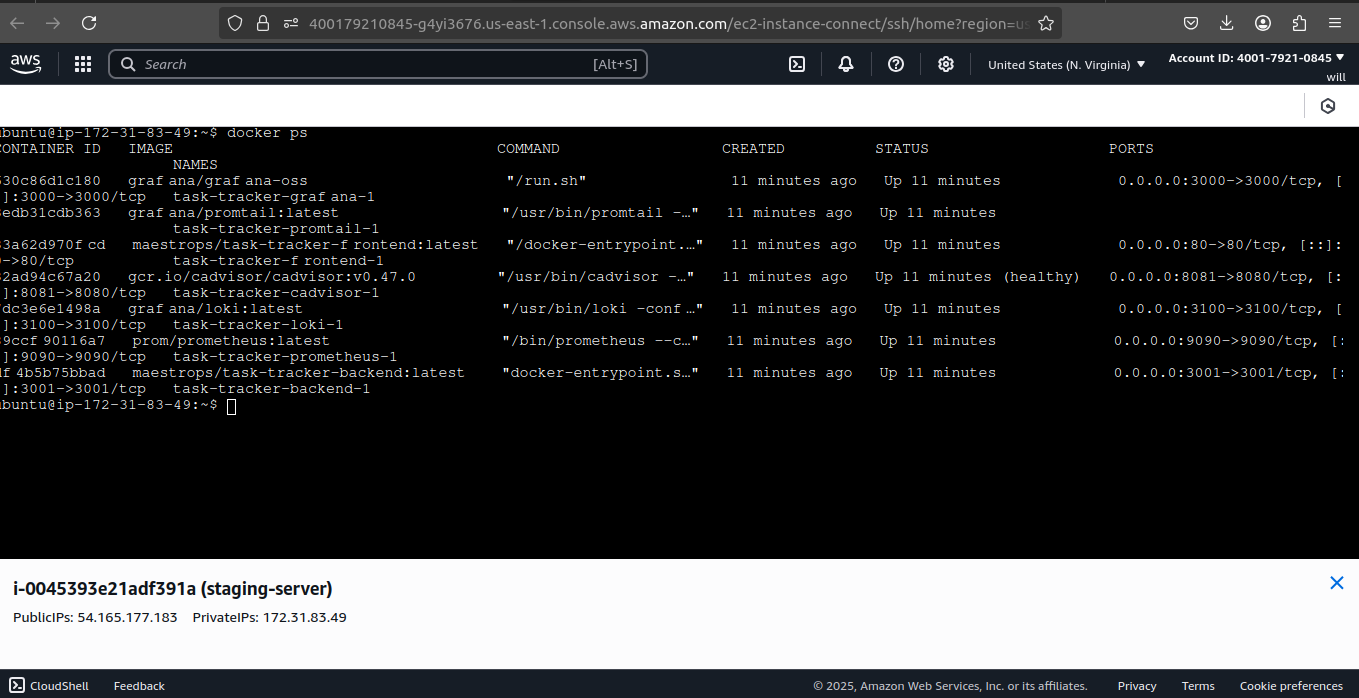 400179210845-g4yi3676.us-east-1.console.aws.amazon.com/ec2-instance-connect/ssh/home?region=us
aws Search [Alt+S] United States (N. Virginia) Account ID: 4001-7921-0845
will
ubuntu@ip-172-31-83-49:~$ docker ps
CONTAINER ID IMAGE COMMAND CREATED STATUS PORTS
NAMES
630c86d1c180 grafana/grafana-oss "/run.sh" 11 minutes ago Up 11 minutes 0.0.0.0:3000->3000/tcp, [
]:3000->3000/tcp task-tracker-grafana-1
edb31cdb363 grafana/promtail:latest "/usr/bin/promtail -…" 11 minutes ago Up 11 minutes
task-tracker-promtail-1
3a62d970fcd maestrops/task-tracker-frontend:latest "/docker-entrypoint.…" 11 minutes ago Up 11 minutes 0.0.0.0:80->80/tcp, [::]:
->80/tcp task-tracker-frontend-1
2ad94c67a20 gcr.io/cadvisor/cadvisor:v0.47.0 "/usr/bin/cadvisor -…" 11 minutes ago Up 11 minutes (healthy) 0.0.0.0:8081->8080/tcp, [:
]:8081->8080/tcp task-tracker-cadvisor-1
dc3e6e1498a grafana/loki:latest "/usr/bin/loki -conf…" 11 minutes ago Up 11 minutes 0.0.0.0:3100->3100/tcp, [
]:3100->3100/tcp task-tracker-loki-1
9ccf90116a7 prom/prometheus:latest "/bin/prometheus --c…" 11 minutes ago Up 11 minutes 0.0.0.0:9090->9090/tcp, [:
]:9090->9090/tcp task-tracker-prometheus-1
df4b5b75bbad maestrops/task-tracker-backend:latest "docker-entrypoint.s…" 11 minutes ago Up 11 minutes 0.0.0.0:3001->3001/tcp, [:
]:3001->3001/tcp task-tracker-backend-1
ubuntu@ip-172-31-83-49:~$
i-0045393e21adf391a (staging-server)
PublicIPs: 54.165.177.183 PrivateIPs: 172.31.83.49
CloudShell Feedback © 2025, Amazon Web Services, Inc. or its affiliates. Privacy Terms Cookie preferences